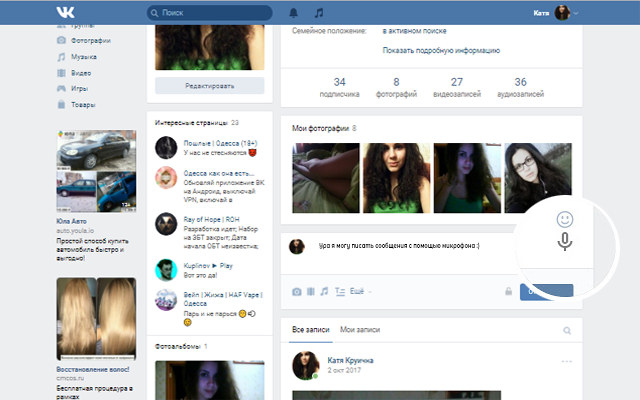 Поиск
Катя
Группы
Фотографии
Музыка
Видео
Игры
Товары
Юла Авто
auto.youla.io
Простой способ купить
автомобиль быстро и
выгодно!
Восстановление волос!
omcos.ru
Бесплатная процедура в
рамках
Редактировать
Интересные страницы 23
Пошлые | Одесса (18+)
У нас не стесняются
Одесса как она есть...
Обновляй приложение ВК
на Андроид, выключай
VPN, включай в
Ray of Hope | ROH
Разработка идет; Набор
на ЗБТ закрыт; Дата
начала ОБТ неизвестна;
Kuplinov ► Play
Вот это да!
Вейп | Жижа | HAF Vape |
Одесса
Парь и не парься
Фотоальбомы 1
Семейное положение: в активном поиске
Показать подробную информацию
34 8 27 36
подписчика фотографий видеозаписей аудиозаписей
Мои фотографии 8
Ура я могу писать сообщения с помощью микрофона:)
Ещё
Все записи Мои записи
Катя Кручина
2 окт 2017